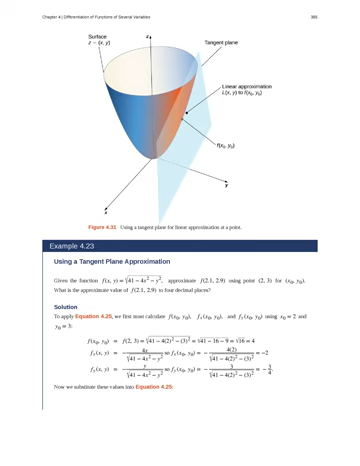 Chapter 4 | Differentiation of Functions of Several Variables 385
Surface
z = (x, y)
z
Tangent plane
Linear approximation
L(x, y) to f(x₀, y₀)
f(x₀, y₀)
y
x
Figure 4.31 Using a tangent plane for linear approximation at a point.
Example 4.23
Using a Tangent Plane Approximation
Given the function f(x, y) = √(41 − 4x² − y²), approximate f(2.1, 2.9) using point (2, 3) for (x₀, y₀).
What is the approximate value of f(2.1, 2.9) to four decimal places?
Solution
To apply Equation 4.25, we first must calculate f(x₀, y₀), fₓ(x₀, y₀), and f_y(x₀, y₀) using x₀ = 2 and
y₀ = 3:
f(x₀, y₀) = f(2, 3) = √(41 − 4(2)² − (3)²) = √(41 − 16 − 9) = √16 = 4
fₓ(x, y) = −4x/√(41 − 4x² − y²) so fₓ(x₀, y₀) = −4(2)/√(41 − 4(2)² − (3)²) = −2
f_y(x, y) = −y/√(41 − 4x² − y²) so f_y(x₀, y₀) = −3/√(41 − 4(2)² − (3)²) = −3/4.
Now we substitute these values into Equation 4.25: